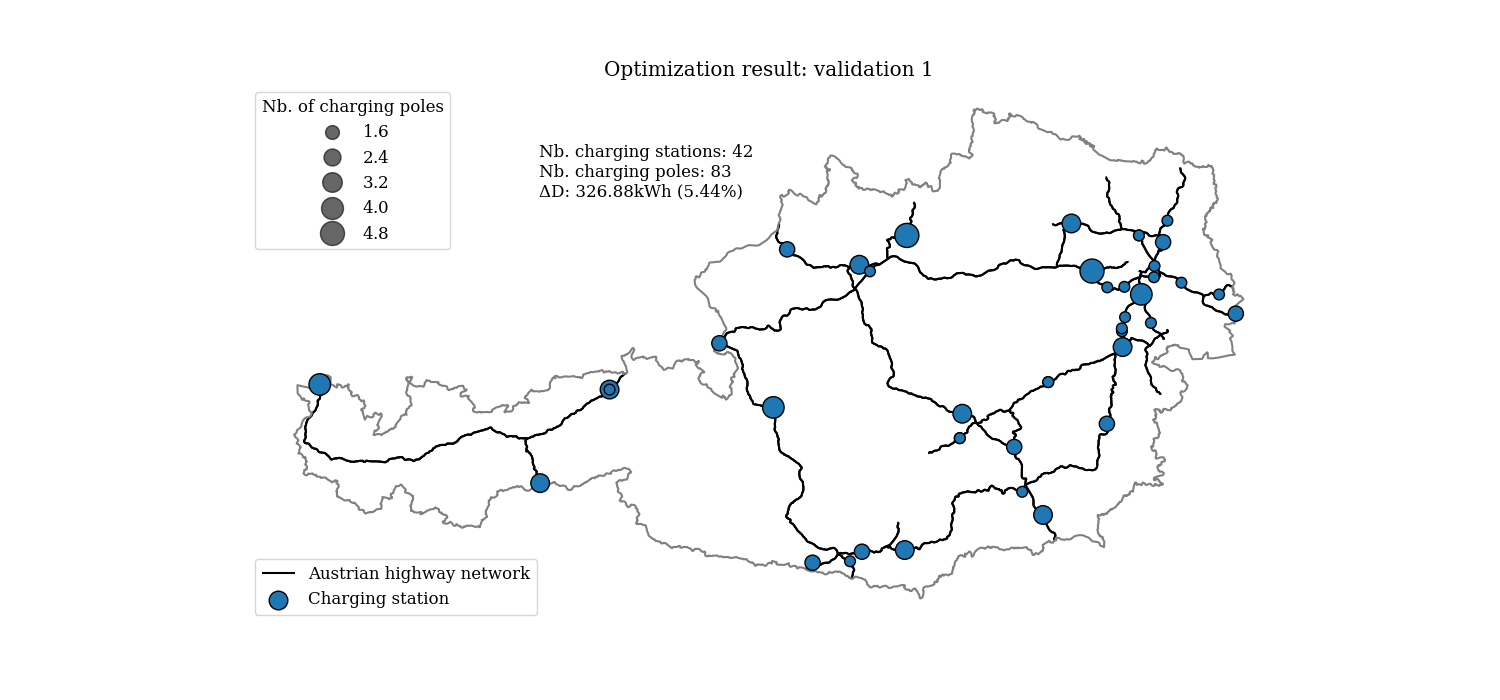 Optimization result: validation 1
Nb. of charging poles
1.6
2.4
3.2
4.0
4.8
Nb. charging stations: 42
Nb. charging poles: 83
ΔD: 326.88kWh (5.44%)
Austrian highway network
Charging station